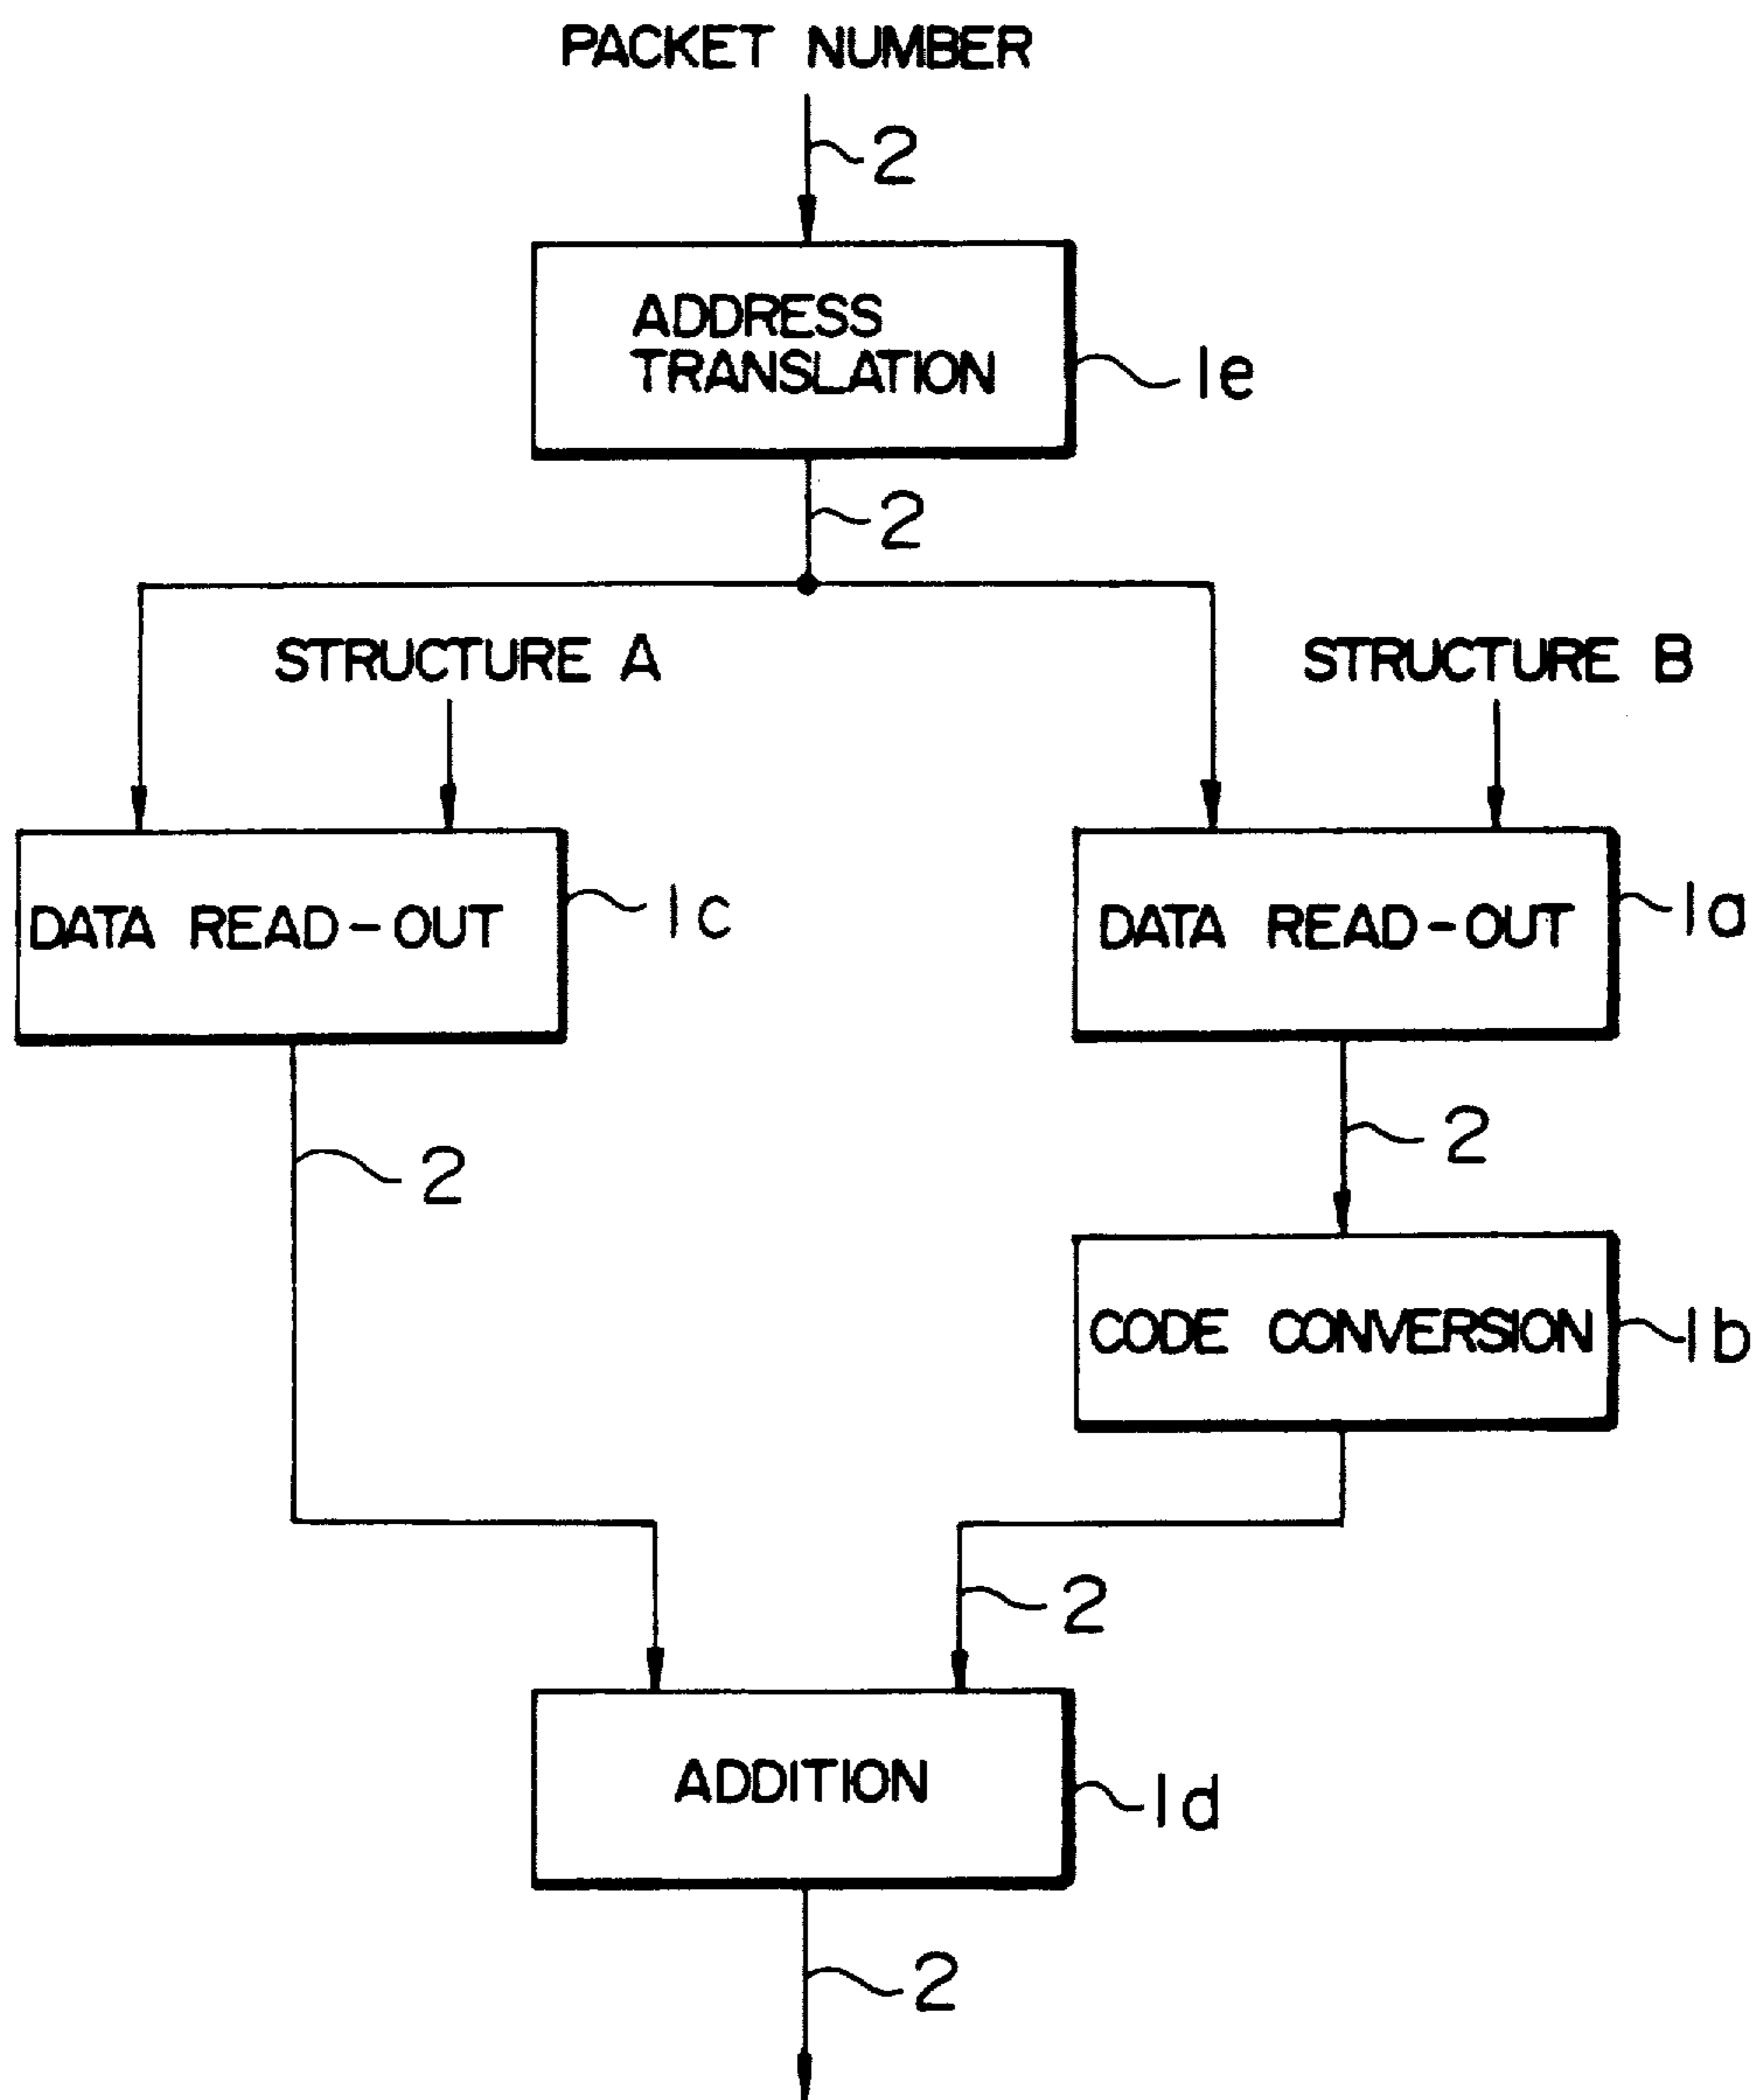 PACKET NUMBER
2
ADDRESS
TRANSLATION
1e
2
STRUCTURE A
STRUCTURE B
DATA READ-OUT
1c
DATA READ-OUT
1a
2
2
CODE CONVERSION
1b
2
ADDITION
1d
2